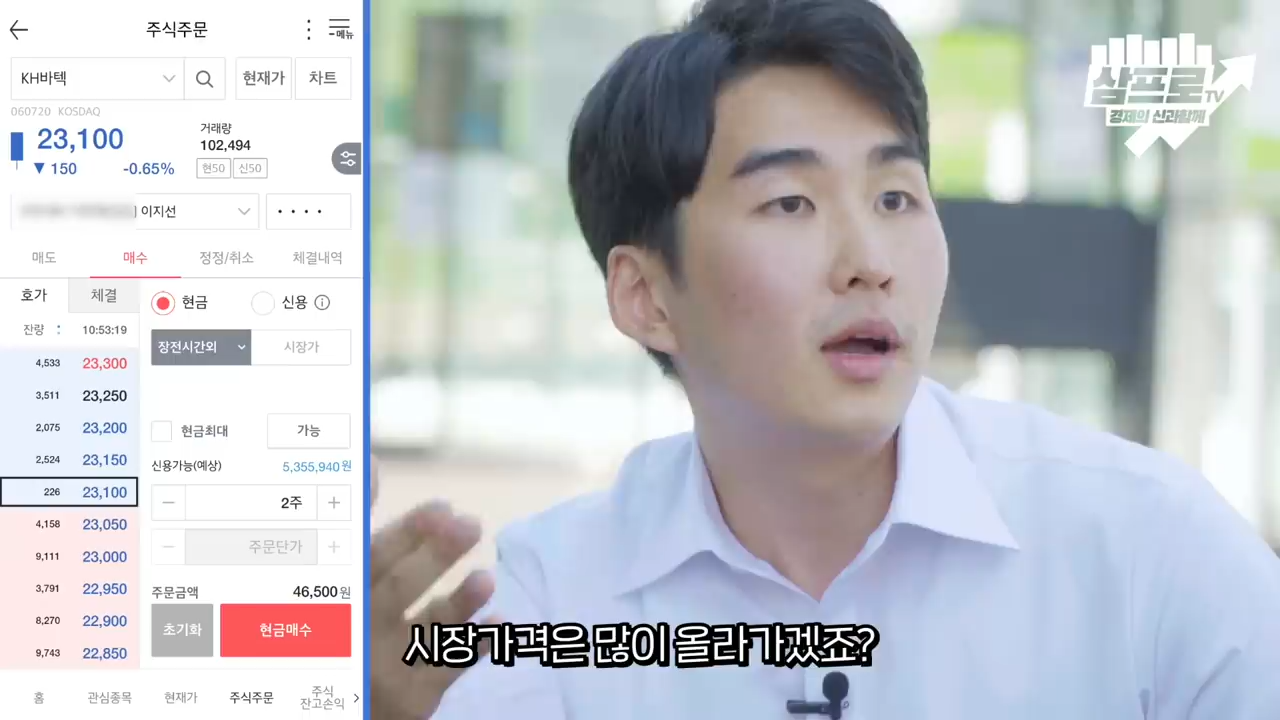 주식주문
메뉴
KH바텍
현재가
차트
060720 KOSDAQ
23,100
▼ 150 -0.65%
거래량
102,494
현50 신50
이지선
• • • •
매도 매수 정정/취소 체결내역
호가 체결
잔량 10:53:19
4,533 23,300
3,511 23,250
2,075 23,200
2,524 23,150
226 23,100
4,158 23,050
9,111 23,000
3,791 22,950
8,270 22,900
9,743 22,850
현금 신용
장전시간외 시장가
현금최대 가능
신용가능(예상) 5,355,940원
− 2주 +
− 주문단가 +
주문금액 46,500원
초기화 현금매수
홈 관심종목 현재가 주식주문 주식
잔고손익
삼프로TV
경제의 신과함께
시장가격은 많이 올라가겠죠?